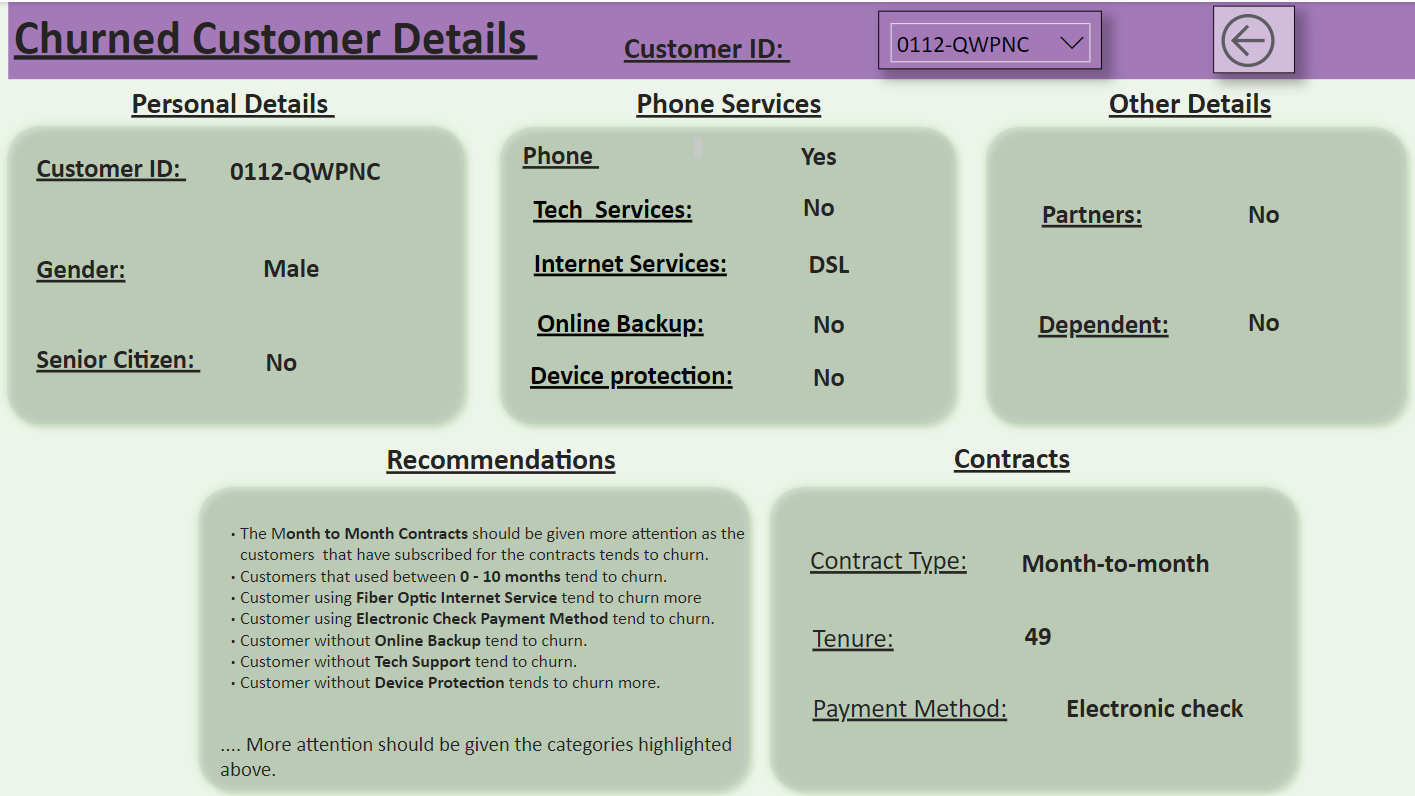 Churned Customer Details
Customer ID:
0112-QWPNC
Personal Details
Customer ID: 0112-QWPNC
Gender: Male
Senior Citizen: No
Phone Services
Phone Yes
Tech Services: No
Internet Services: DSL
Online Backup: No
Device protection: No
Other Details
Partners: No
Dependent: No
Recommendations
• The Month to Month Contracts should be given more attention as the
customers that have subscribed for the contracts tends to churn.
• Customers that used between 0 - 10 months tend to churn.
• Customer using Fiber Optic Internet Service tend to churn more
• Customer using Electronic Check Payment Method tend to churn.
• Customer without Online Backup tend to churn.
• Customer without Tech Support tend to churn.
• Customer without Device Protection tends to churn more.
.... More attention should be given the categories highlighted
above.
Contracts
Contract Type: Month-to-month
Tenure: 49
Payment Method: Electronic check